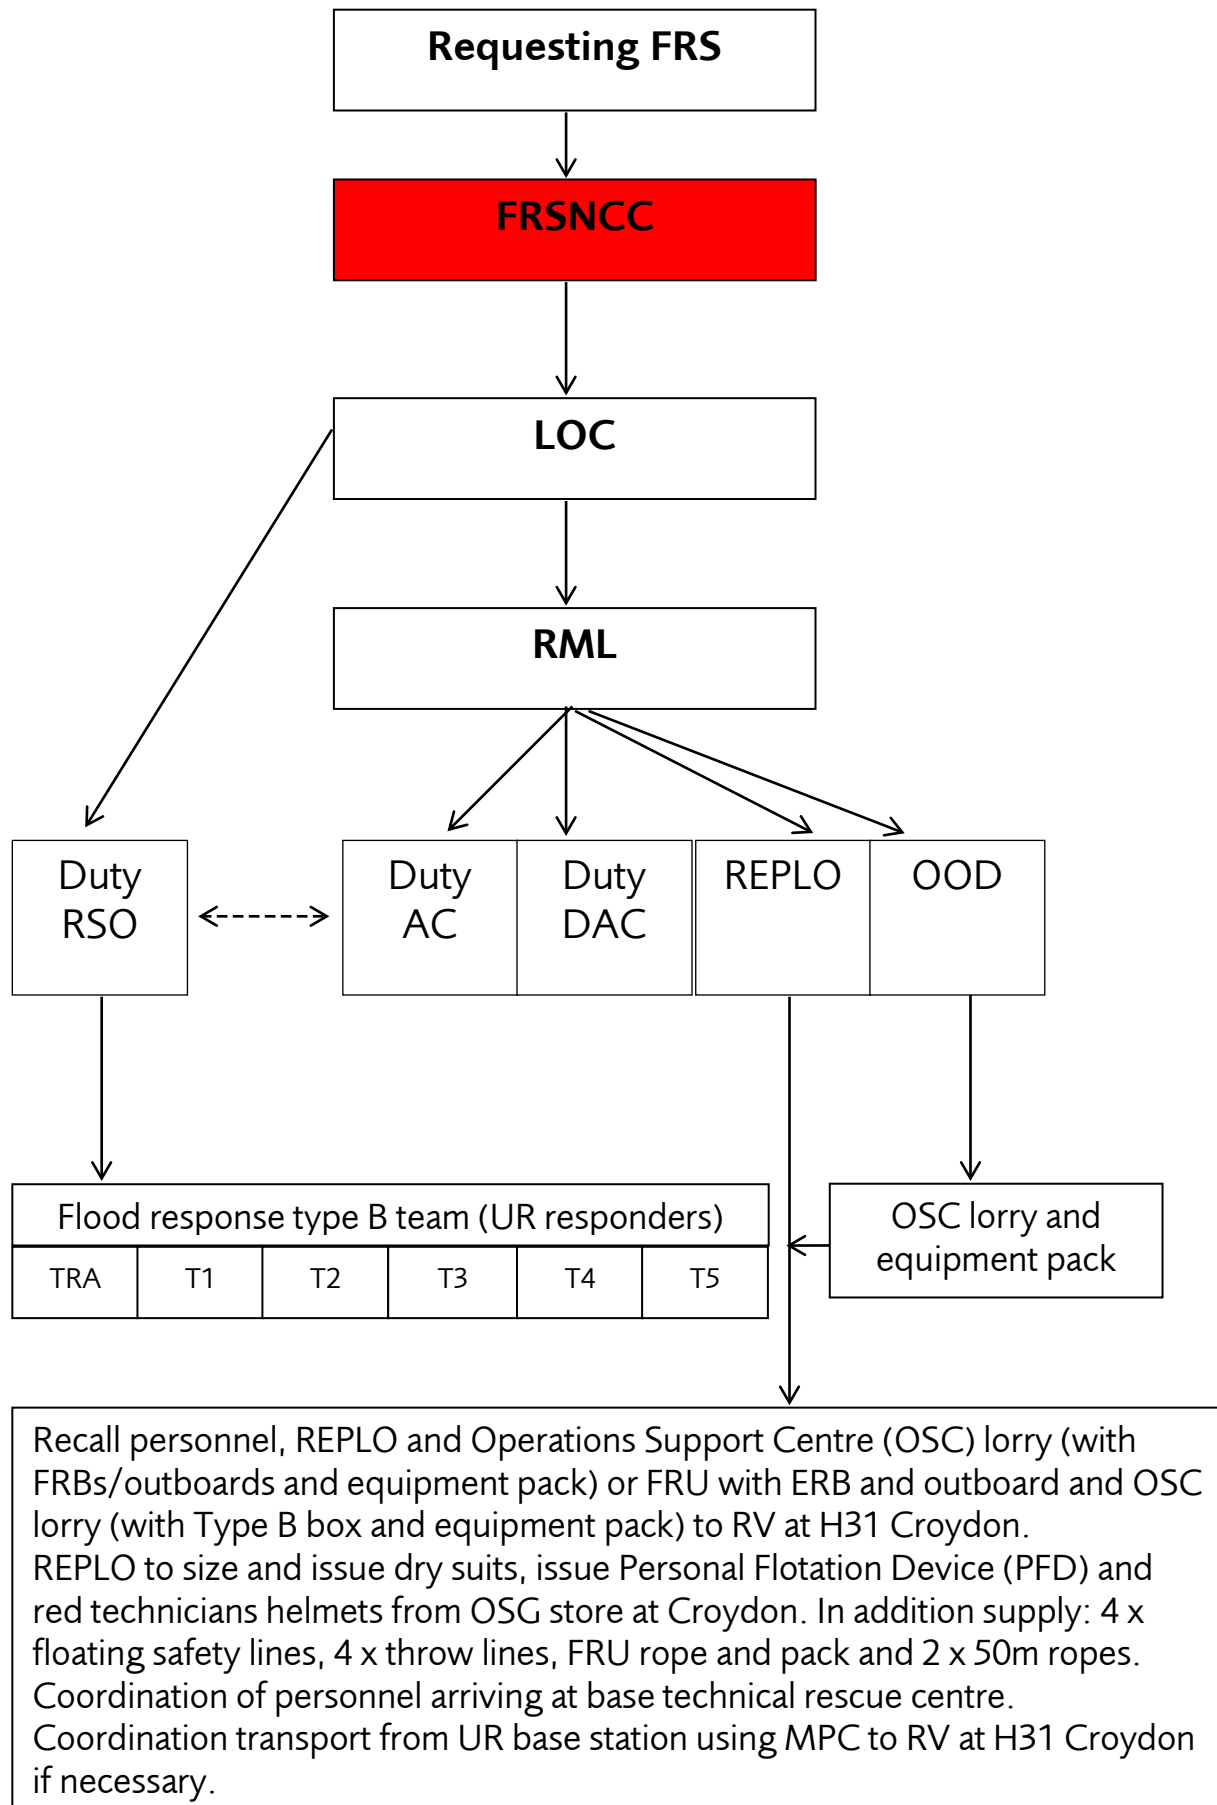 Requesting FRS
FRSNCC
LOC
RML
Duty
RSO
Duty
AC
Duty
DAC
REPLO
OOD
Flood response type B team (UR responders)
TRA
T1
T2
T3
T4
T5
OSC lorry and
equipment pack
Recall personnel, REPLO and Operations Support Centre (OSC) lorry (with
FRBs/outboards and equipment pack) or FRU with ERB and outboard and OSC
lorry (with Type B box and equipment pack) to RV at H31 Croydon.
REPLO to size and issue dry suits, issue Personal Flotation Device (PFD) and
red technicians helmets from OSG store at Croydon. In addition supply: 4 x
floating safety lines, 4 x throw lines, FRU rope and pack and 2 x 50m ropes.
Coordination of personnel arriving at base technical rescue centre.
Coordination transport from UR base station using MPC to RV at H31 Croydon
if necessary.